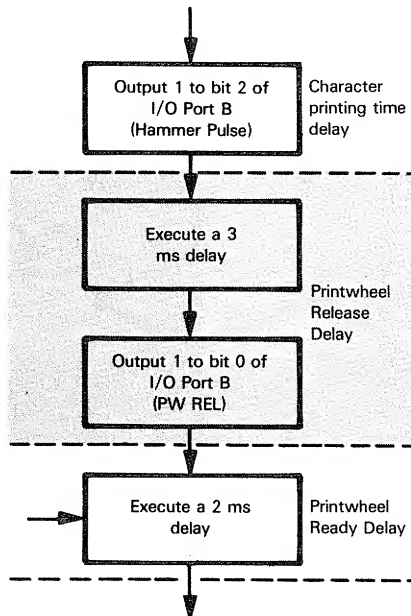 Output 1 to bit 2 of
I/O Port B
(Hammer Pulse)
Character
printing time
delay
Execute a 3
ms delay
Printwheel
Release
Delay
Output 1 to bit 0 of
I/O Port B
(PW REL)
Execute a 2 ms
delay
Printwheel
Ready Delay